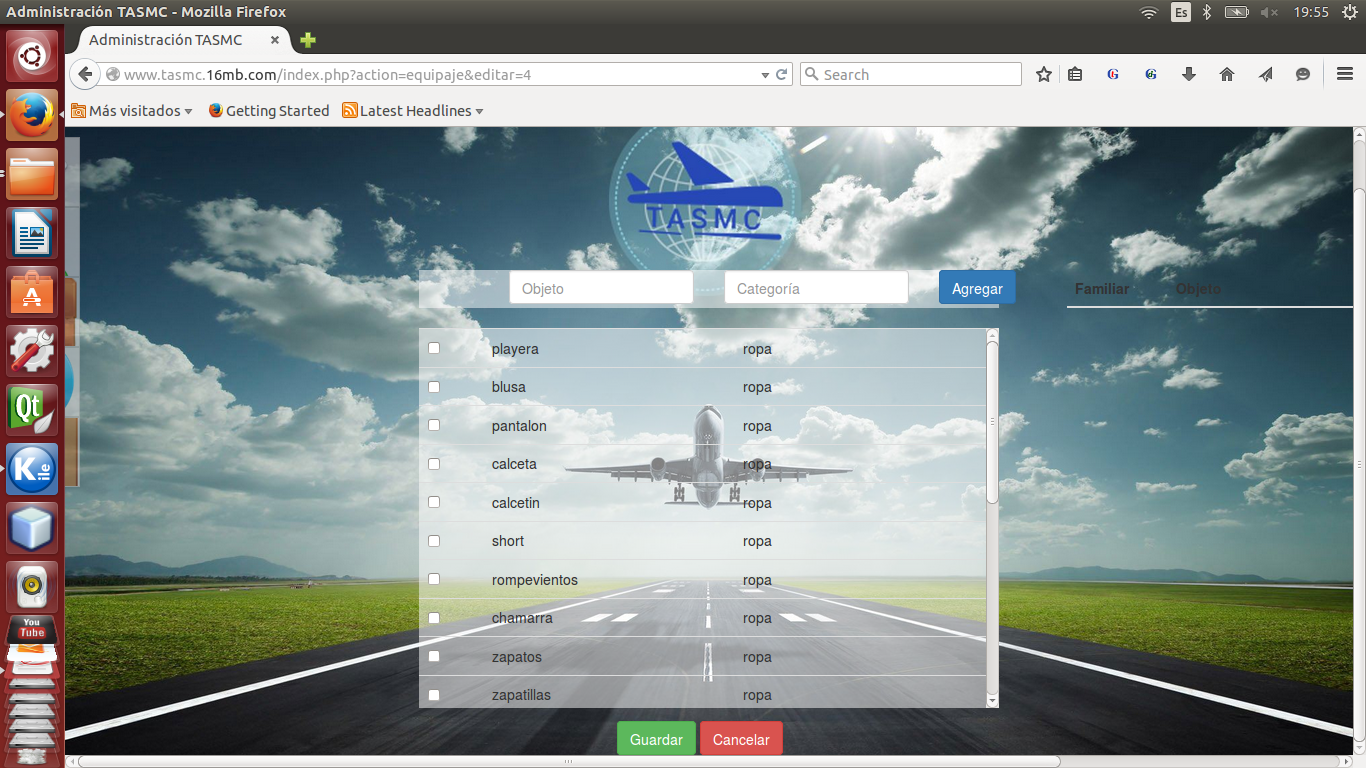 Administración TASMC - Mozilla Firefox
Es
19:55
Administración TASMC
www.tasmc.16mb.com/index.php?action=equipaje&editar=4
Search
Más visitados
Getting Started
Latest Headlines
TASMC
Objeto
Categoría
Agregar
Familiar
Objeto
playera ropa
blusa ropa
pantalon ropa
calceta ropa
calcetin ropa
short ropa
rompevientos ropa
chamarra ropa
zapatos ropa
zapatillas ropa
Guardar
Cancelar
Qt
Kile
You
Tube